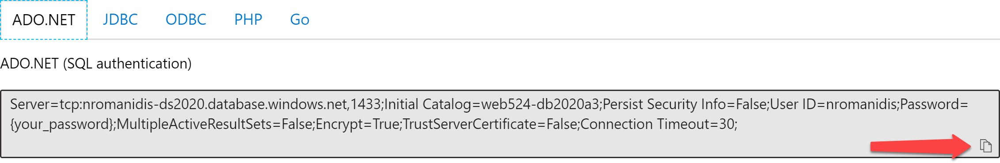 ADO.NET JDBC ODBC PHP Go
ADO.NET (SQL authentication)
Server=tcp:nromanidis-ds2020.database.windows.net,1433;Initial Catalog=web524-db2020a3;Persist Security Info=False;User ID=nromanidis;Password=
{your_password};MultipleActiveResultSets=False;Encrypt=True;TrustServerCertificate=False;Connection Timeout=30;